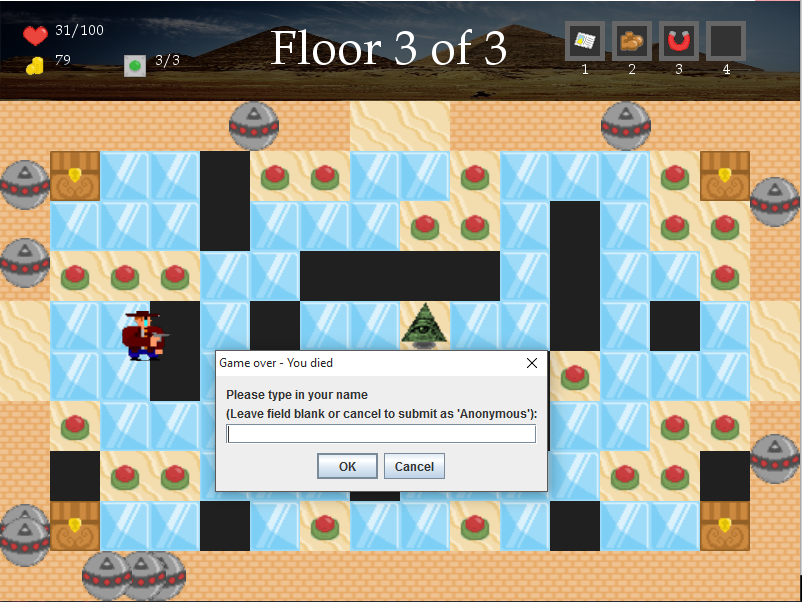 31/100
79
3/3
Floor 3 of 3
1 2 3 4
Game over - You died
Please type in your name
(Leave field blank or cancel to submit as 'Anonymous'):
OK Cancel